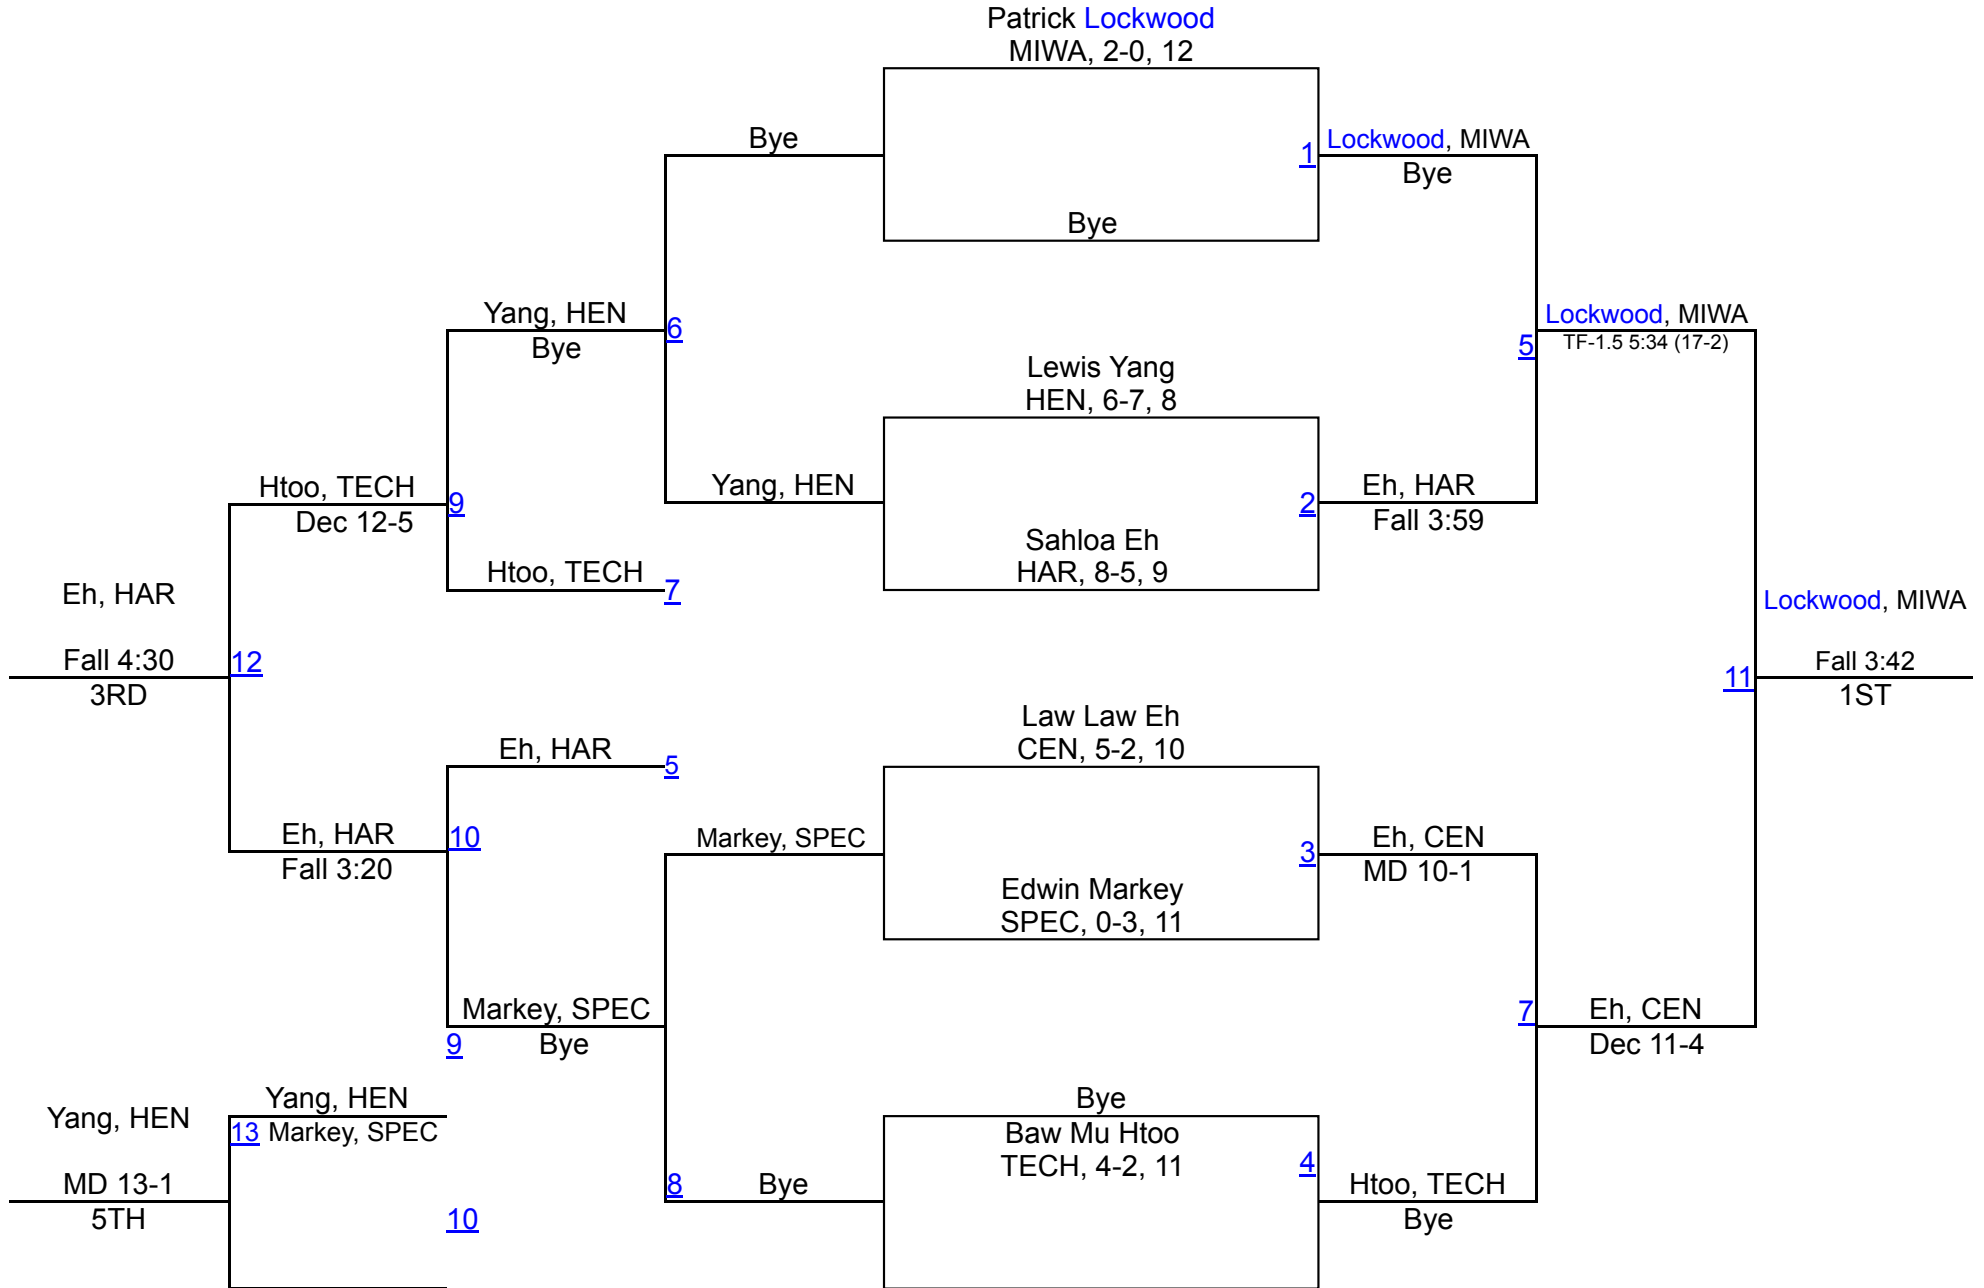 Patrick Lockwood
MIWA, 2-0, 12
Bye
1
Lockwood, MIWA
Bye
Bye
Yang, HEN
Bye
6
Lockwood, MIWA
TF-1.5 5:34 (17-2)
5
Lewis Yang
HEN, 6-7, 8
Htoo, TECH
Dec 12-5
9
Yang, HEN
2
Eh, HAR
Fall 3:59
Sahloa Eh
HAR, 8-5, 9
Htoo, TECH
7
Eh, HAR
Fall 4:30
3RD
12
Lockwood, MIWA
Fall 3:42
1ST
11
Law Law Eh
CEN, 5-2, 10
Eh, HAR
5
Eh, HAR
Fall 3:20
10
Markey, SPEC
3
Eh, CEN
MD 10-1
Edwin Markey
SPEC, 0-3, 11
Markey, SPEC
Bye
9
7
Eh, CEN
Dec 11-4
Yang, HEN
MD 13-1
5TH
Yang, HEN
13 Markey, SPEC
10
Bye
Baw Mu Htoo
TECH, 4-2, 11
4
8
Bye
Htoo, TECH
Bye